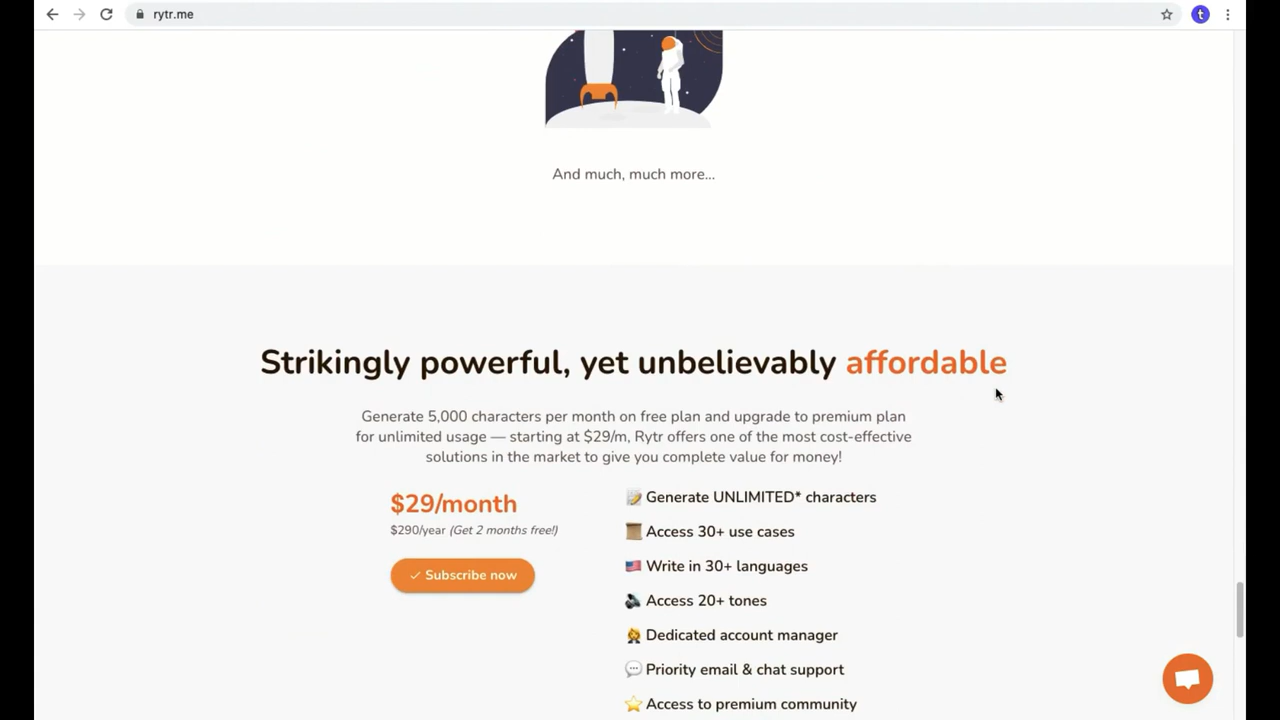 rytr.me
t
And much, much more...
Strikingly powerful, yet unbelievably affordable
Generate 5,000 characters per month on free plan and upgrade to premium plan
for unlimited usage — starting at $29/m, Rytr offers one of the most cost-effective
solutions in the market to give you complete value for money!
$29/month
$290/year (Get 2 months free!)
✓ Subscribe now
Generate UNLIMITED* characters
Access 30+ use cases
Write in 30+ languages
Access 20+ tones
Dedicated account manager
Priority email & chat support
Access to premium community